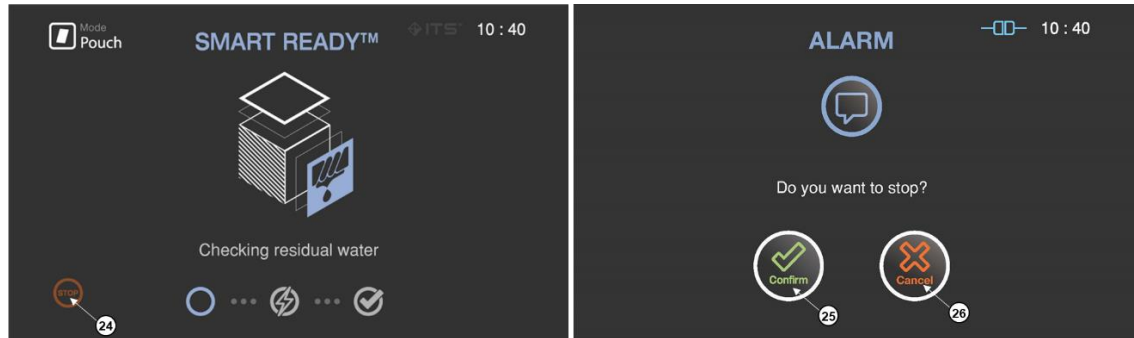 Mode
Pouch
SMART READY™
ITS
10 : 40
Checking residual water
STOP
24
ALARM
10 : 40
Do you want to stop?
Confirm
Cancel
25
26